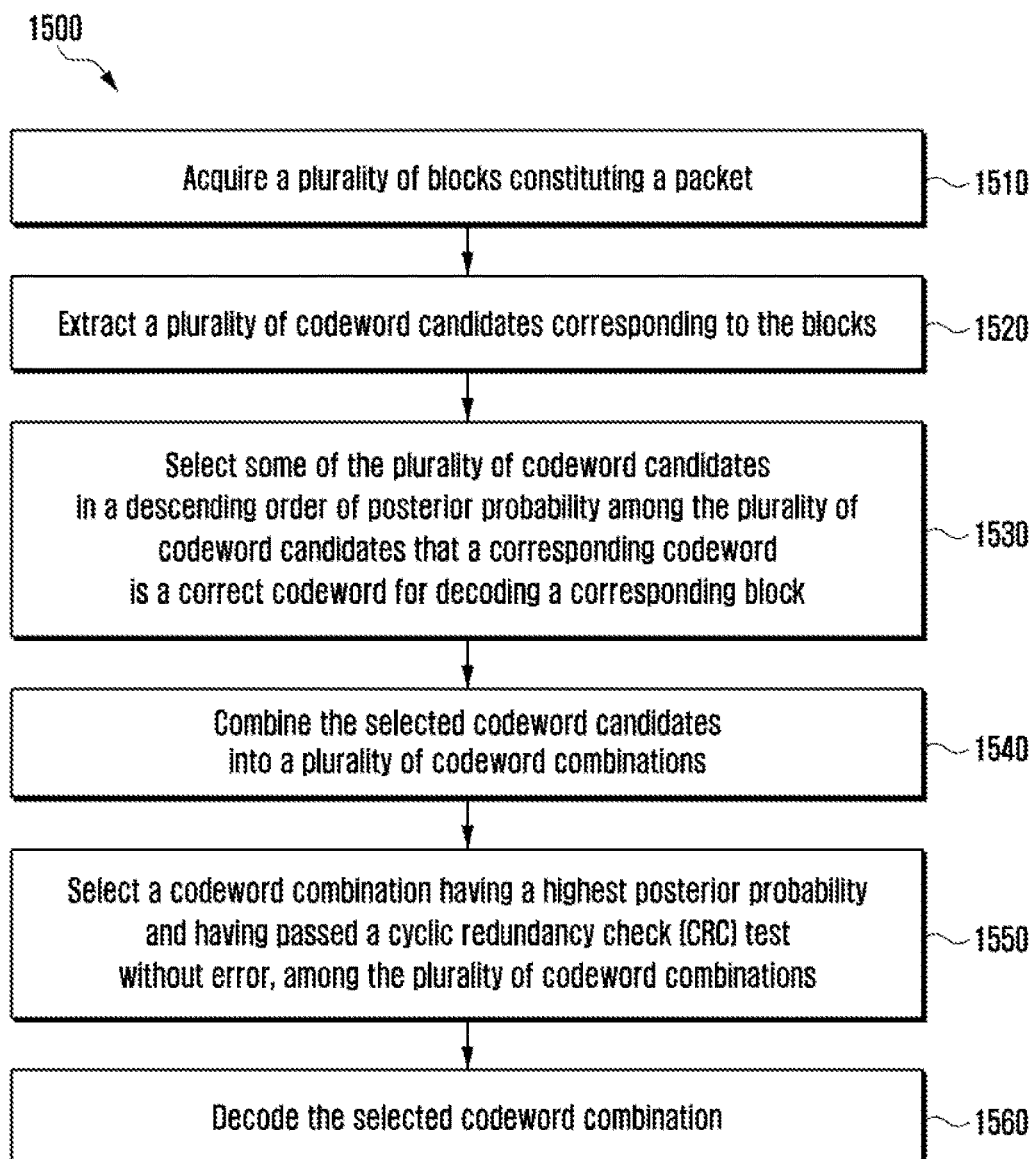 1500
Acquire a plurality of blocks constituting a packet
1510
Extract a plurality of codeword candidates corresponding to the blocks
1520
Select some of the plurality of codeword candidates
in a descending order of posterior probability among the plurality of
codeword candidates that a corresponding codeword
is a correct codeword for decoding a corresponding block
1530
Combine the selected codeword candidates
into a plurality of codeword combinations
1540
Select a codeword combination having a highest posterior probability
and having passed a cyclic redundancy check (CRC) test
without error, among the plurality of codeword combinations
1550
Decode the selected codeword combination
1560